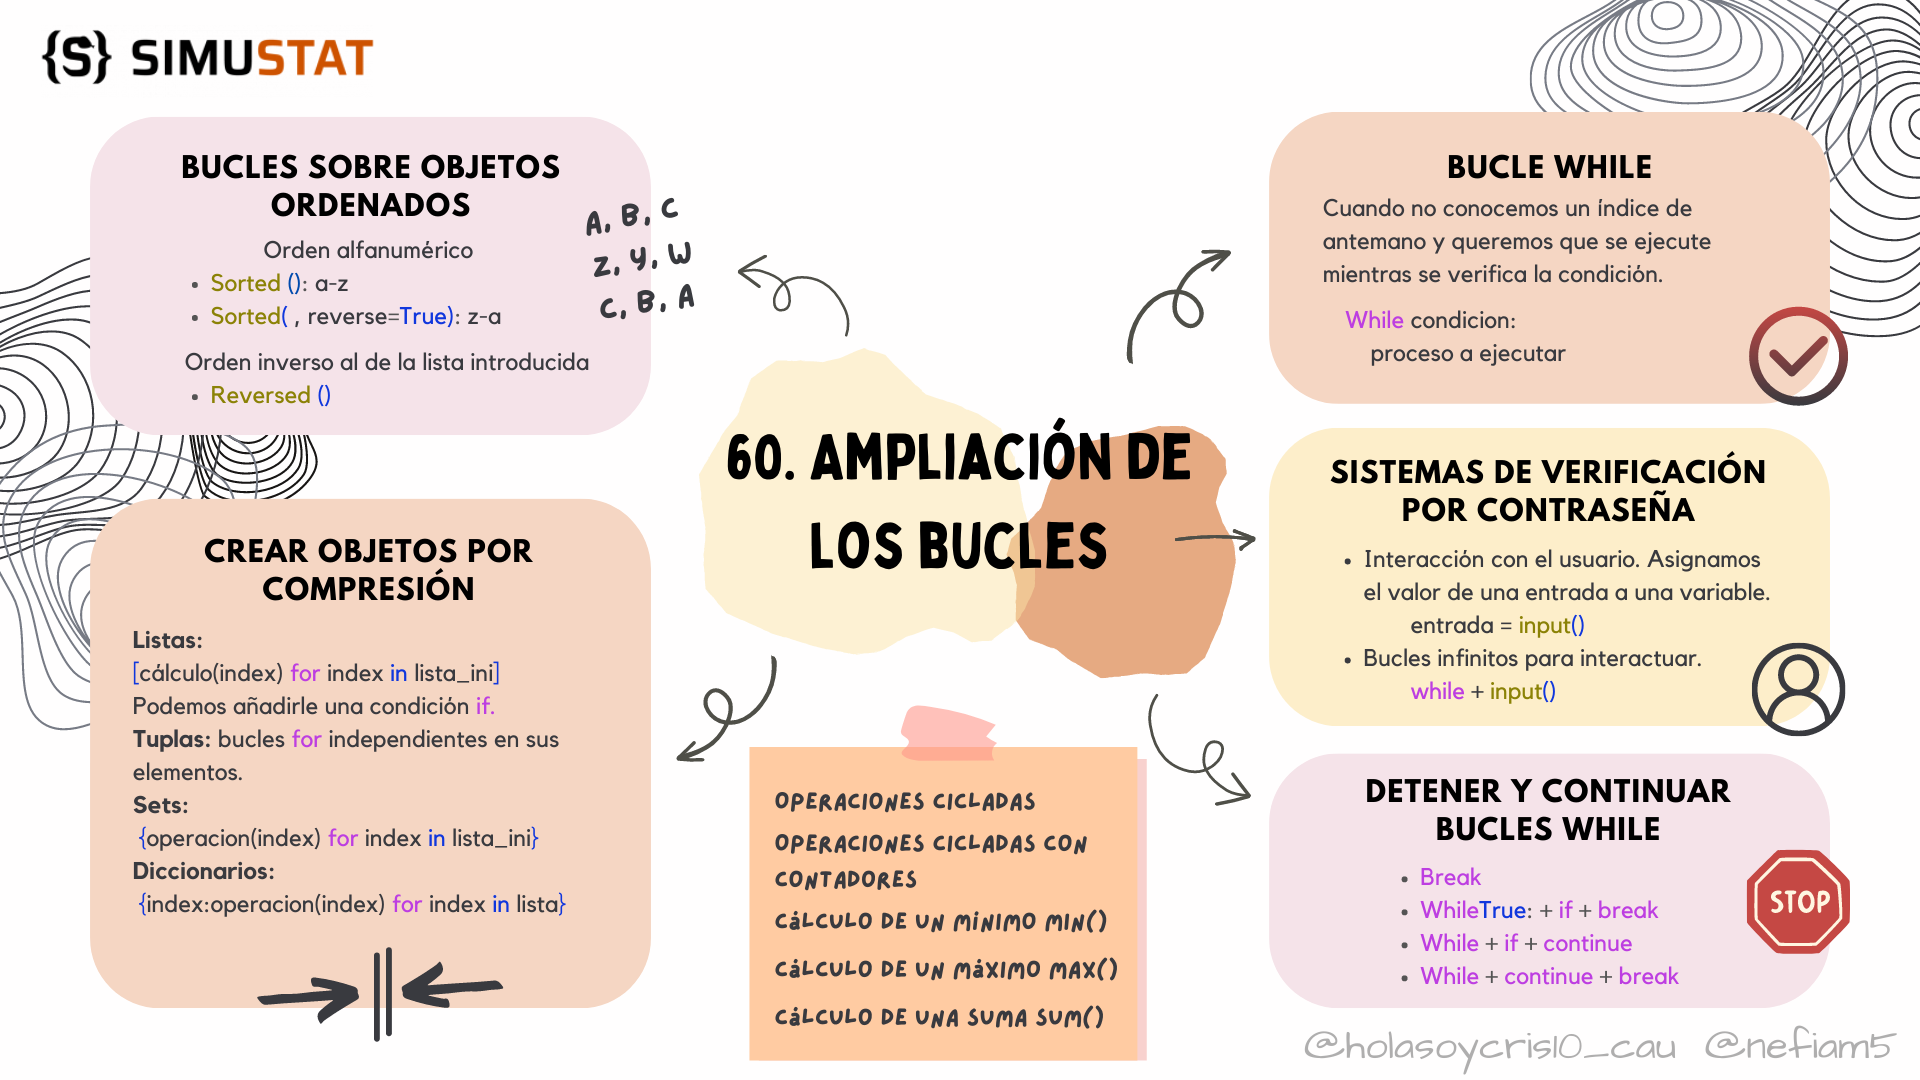 {S} SIMUSTAT
BUCLES SOBRE OBJETOS
ORDENADOS
Orden alfanumérico
• Sorted (): a-z
• Sorted( , reverse=True): z-a
Orden inverso al de la lista introducida
• Reversed ()
A, B, C
Z, Y, W
C, B, A
CREAR OBJETOS POR
COMPRESIÓN
Listas:
[cálculo(index) for index in lista_ini]
Podemos añadirle una condición if.
Tuplas: bucles for independientes en sus
elementos.
Sets:
{operacion(index) for index in lista_ini}
Diccionarios:
{index:operacion(index) for index in lista}
60. AMPLIACIÓN DE
LOS BUCLES
OPERACIONES CICLADAS
OPERACIONES CICLADAS CON
CONTADORES
CÁLCULO DE UN MÍNIMO MIN()
CÁLCULO DE UN MÁXIMO MAX()
CÁLCULO DE UNA SUMA SUM()
BUCLE WHILE
Cuando no conocemos un índice de
antemano y queremos que se ejecute
mientras se verifica la condición.
While condicion:
proceso a ejecutar
SISTEMAS DE VERIFICACIÓN
POR CONTRASEÑA
• Interacción con el usuario. Asignamos
el valor de una entrada a una variable.
entrada = input()
• Bucles infinitos para interactuar.
while + input()
DETENER Y CONTINUAR
BUCLES WHILE
• Break
• WhileTrue: + if + break
• While + if + continue
• While + continue + break
STOP
@holasoycris10_cau @nefiam5